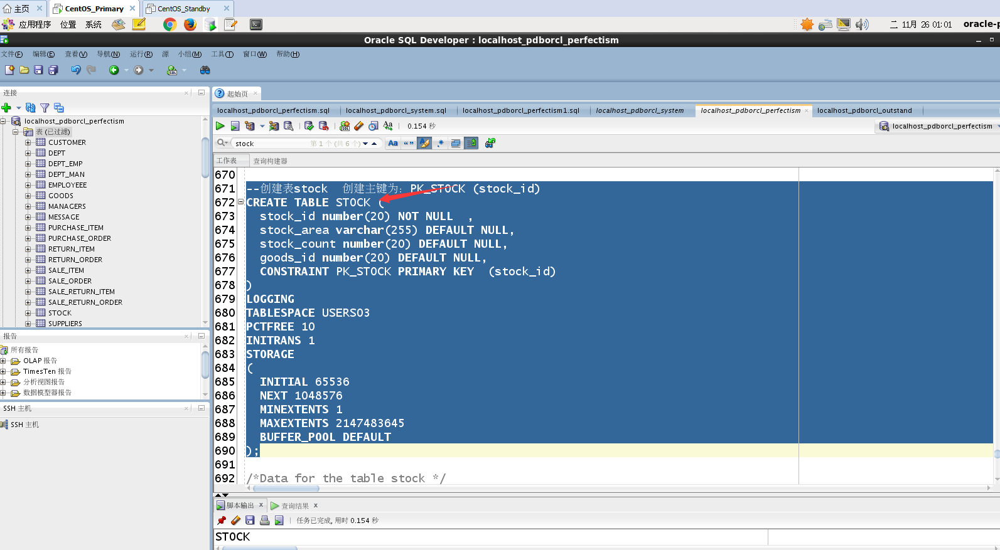 主页 CentOS_Primary CentOS_Standby
应用程序 位置 系统 二 11月 26 01:01 oracle-p
Oracle SQL Developer : localhost_pdborcl_perfectism
文件(F) 编辑(E) 查看(V) 导航(N) 运行(R) 源 小组(M) 工具(T) 窗口(W) 帮助(H)
连接
localhost_pdborcl_perfectism
表 (已过滤)
CUSTOMER
DEPT
DEPT_EMP
DEPT_MAN
EMPLOYEEE
GOODS
MANAGERS
MESSAGE
PURCHASE_ITEM
PURCHASE_ORDER
RETURN_ITEM
RETURN_ORDER
SALE_ITEM
SALE_ORDER
SALE_RETURN_ITEM
SALE_RETURN_ORDER
STOCK
SUPPLIERS
报告
所有报告
OLAP 报告
TimesTen 报告
分析视图报告
数据模型器报告
SSH 主机
SSH 主机
起始页
localhost_pdborcl_perfectism.sql localhost_pdborcl_system.sql localhost_pdborcl_perfectism1.sql localhost_pdborcl_system localhost_pdborcl_perfectism localhost_pdborcl_outstand
0.154 秒 localhost_pdborcl_perfectism
stock 第 1 个 (共 6 个) Aa “” .*
工作表 查询构建器
670
671 --创建表stock 创建主键为: PK_STOCK (stock_id)
672 CREATE TABLE STOCK (
673 stock_id number(20) NOT NULL ,
674 stock_area varchar(255) DEFAULT NULL,
675 stock_count number(20) DEFAULT NULL,
676 goods_id number(20) DEFAULT NULL,
677 CONSTRAINT PK_STOCK PRIMARY KEY (stock_id)
678 )
679 LOGGING
680 TABLESPACE USERS03
681 PCTFREE 10
682 INITRANS 1
683 STORAGE
684 (
685 INITIAL 65536
686 NEXT 1048576
687 MINEXTENTS 1
688 MAXEXTENTS 2147483645
689 BUFFER_POOL DEFAULT
690 );
691
692 /*Data for the table stock */
脚本输出 x 查询结果 x
任务已完成, 用时 0.154 秒
STOCK